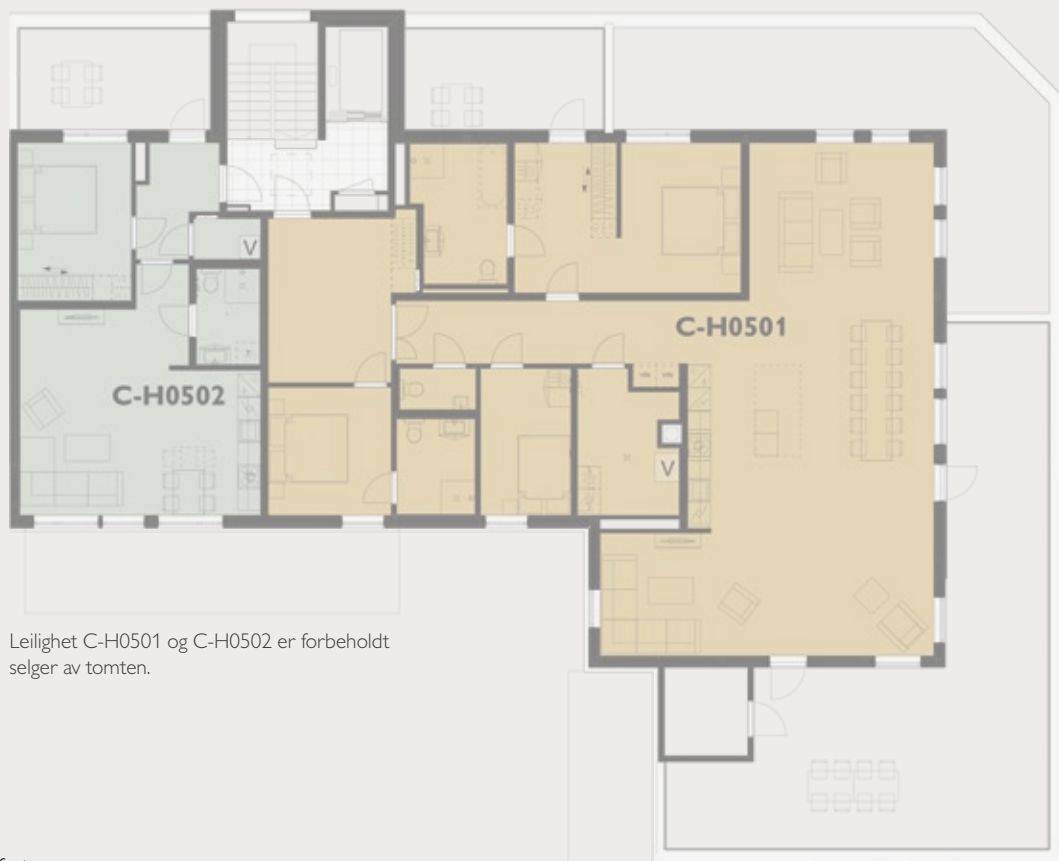 V
C-H0501
C-H0502
V
Leilighet C-H0501 og C-H0502 er forbeholdt
selger av tomten.